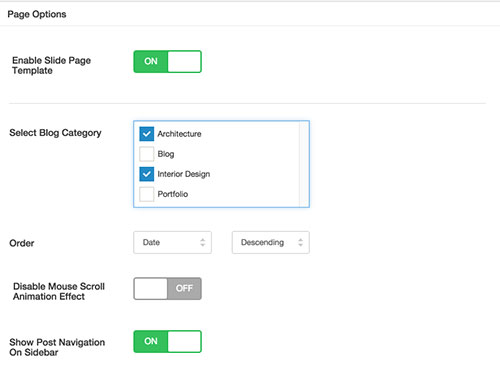 Page Options
Enable Slide Page
Template
ON
Select Blog Category
Architecture
Blog
Interior Design
Portfolio
Order
Date
Descending
Disable Mouse Scroll
Animation Effect
OFF
Show Post Navigation
On Sidebar
ON